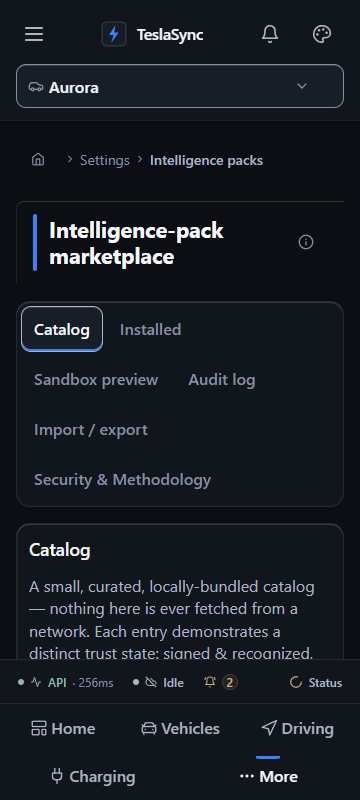 TeslaSync
Aurora
Settings Intelligence packs
Intelligence-pack
marketplace
Catalog Installed
Sandbox preview Audit log
Import / export
Security & Methodology
Catalog
A small, curated, locally-bundled catalog
— nothing here is ever fetched from a
network. Each entry demonstrates a
distinct trust state: signed & recognized,
API · 256ms Idle 2 Status
Home Vehicles Driving
Charging More